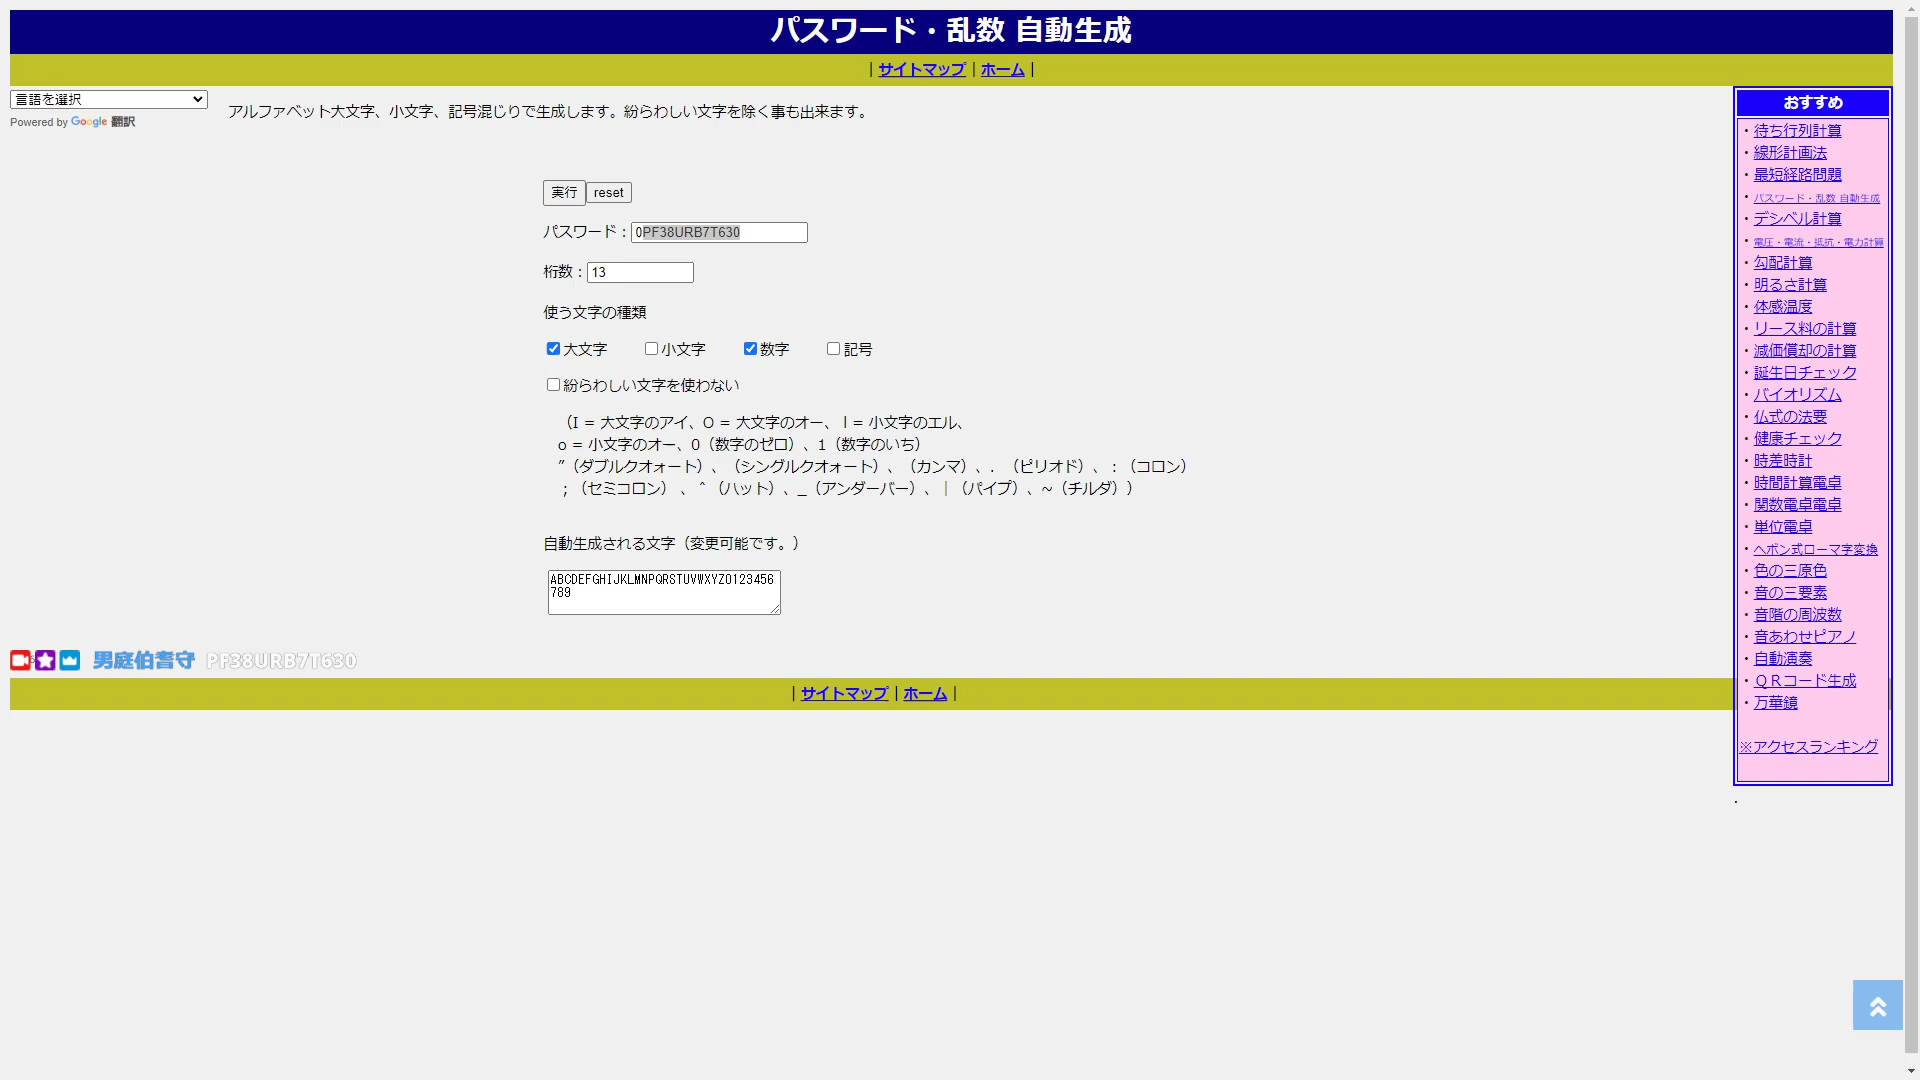 パスワード・乱数 自動生成
| サイトマップ | ホーム |
言語を選択
Powered by Google 翻訳
アルファベット大文字、小文字、記号混じりで生成します。紛らわしい文字を除く事も出来ます。
実行 reset
パスワード：0PF38URB7T630
桁数：13
使う文字の種類
大文字 小文字 数字 記号
紛らわしい文字を使わない
（I = 大文字のアイ、O = 大文字のオー、l = 小文字のエル、
o = 小文字のオー、0（数字のゼロ）、1（数字のいち）
”（ダブルクオォート）、（シングルクオォート）、（カンマ）、．（ピリオド）、：（コロン）
；（セミコロン） 、＾（ハット）、_（アンダーバー）、｜（パイプ）、~（チルダ））
自動生成される文字（変更可能です。）
ABCDEFGHIJKLMNPQRSTUVWXYZ0123456
789
男庭伯耆守 PF38URB7T630
| サイトマップ | ホーム |
おすすめ
・待ち行列計算
・線形計画法
・最短経路問題
・パスワード・乱数 自動生成
・デシベル計算
・電圧・電流・抵抗・電力計算
・勾配計算
・明るさ計算
・体感温度
・リース料の計算
・減価償却の計算
・誕生日チェック
・バイオリズム
・仏式の法要
・健康チェック
・時差時計
・時間計算電卓
・関数電卓電卓
・単位電卓
・ヘボン式ローマ字変換
・色の三原色
・音の三要素
・音階の周波数
・音あわせピアノ
・自動演奏
・ＱＲコード生成
・万華鏡
※アクセスランキング
.